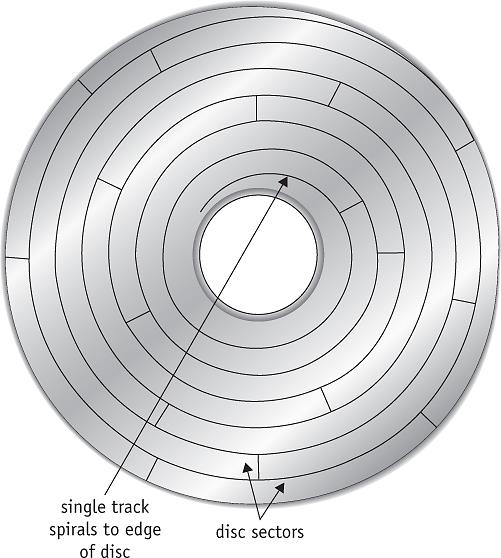 single track
spirals to edge
of disc
disc sectors